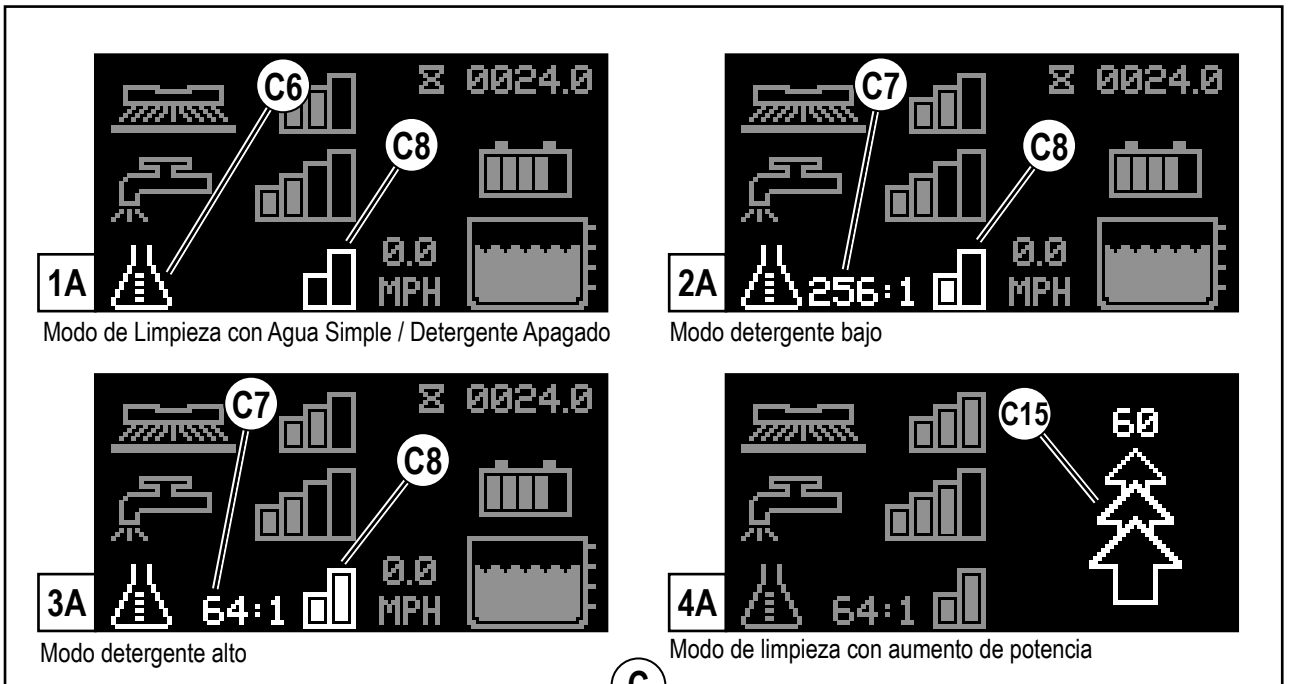 C6
0024.0
C8
0.0
MPH
1A
Modo de Limpieza con Agua Simple / Detergente Apagado
C7
0024.0
C8
0.0
MPH
2A
256:1
Modo detergente bajo
C7
0024.0
C8
0.0
MPH
3A
64:1
Modo detergente alto
C15
60
4A
64:1
Modo de limpieza con aumento de potencia
C